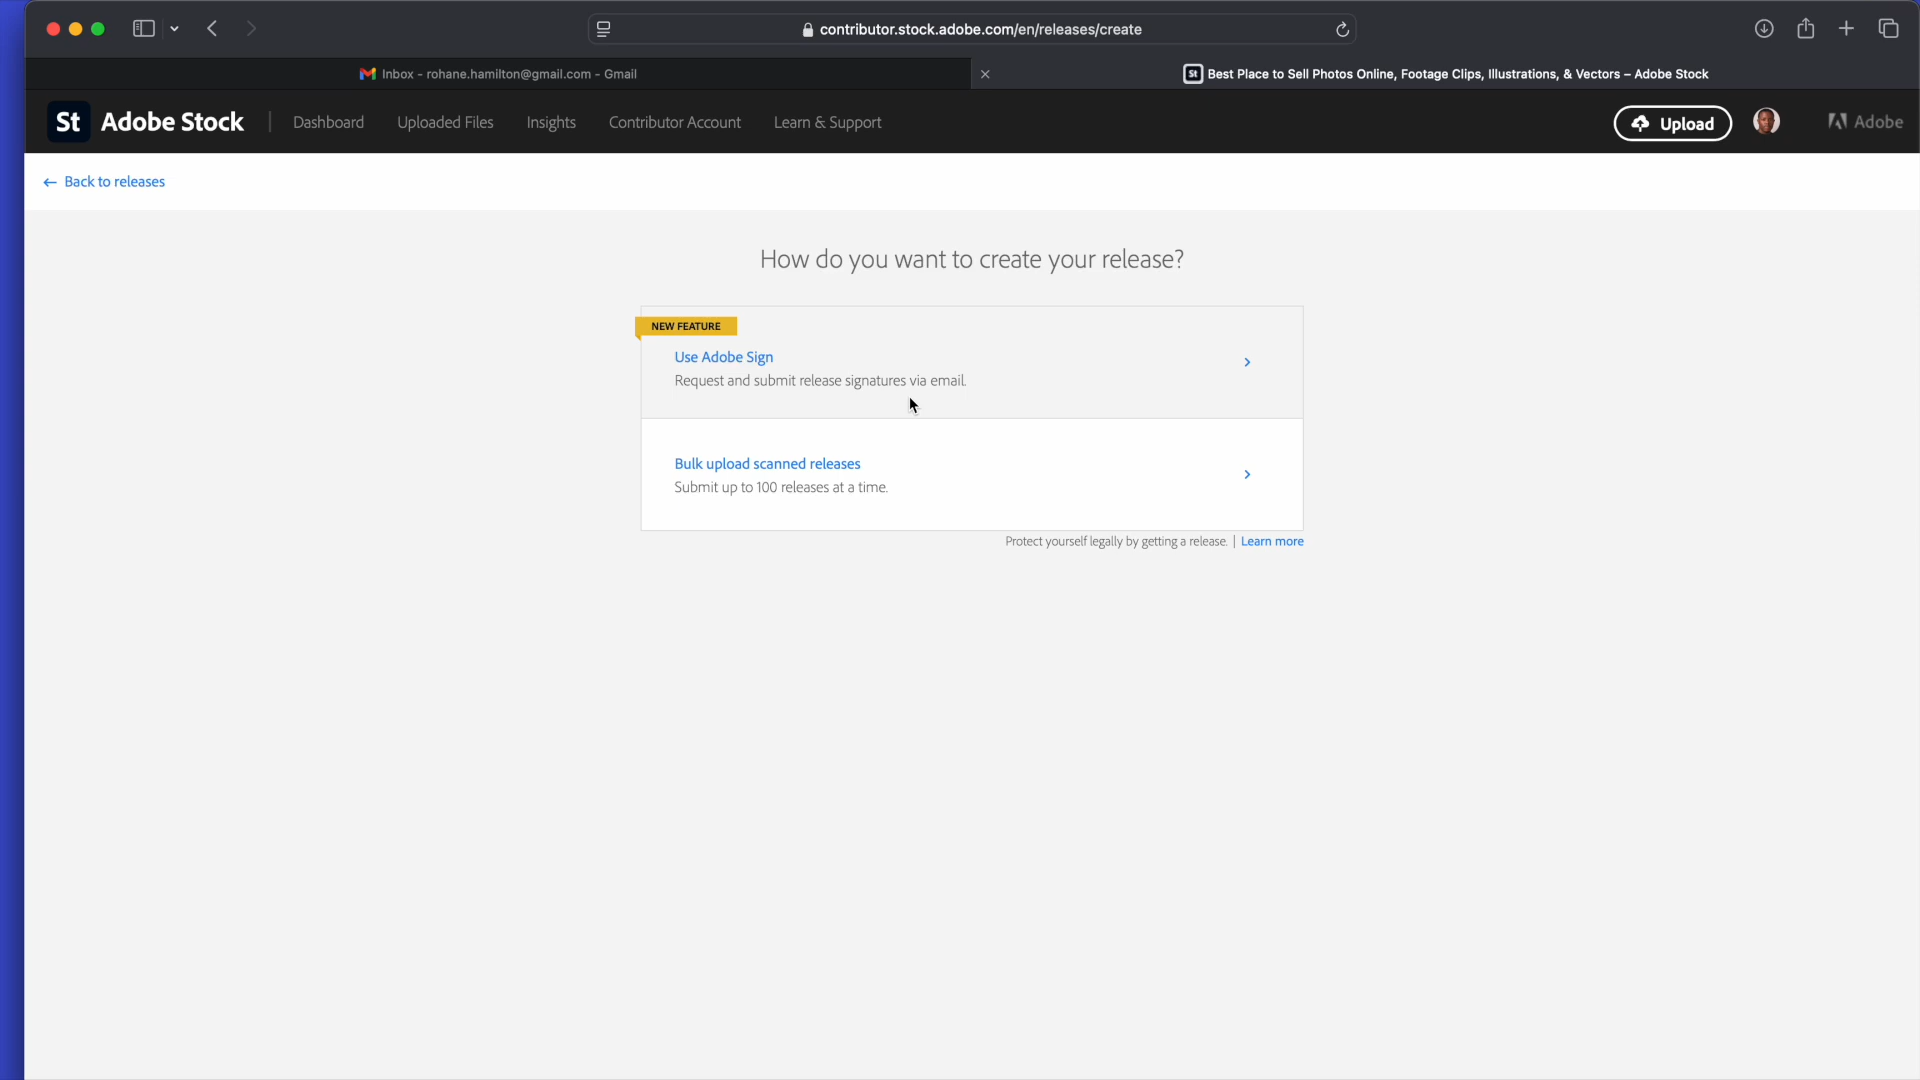 contributor.stock.adobe.com/en/releases/create
Inbox - rohane.hamilton@gmail.com - Gmail
St Best Place to Sell Photos Online, Footage Clips, Illustrations, & Vectors – Adobe Stock
St Adobe Stock
Dashboard
Uploaded Files
Insights
Contributor Account
Learn & Support
Upload
Adobe
← Back to releases
How do you want to create your release?
NEW FEATURE
Use Adobe Sign
Request and submit release signatures via email.
Bulk upload scanned releases
Submit up to 100 releases at a time.
Protect yourself legally by getting a release. | Learn more